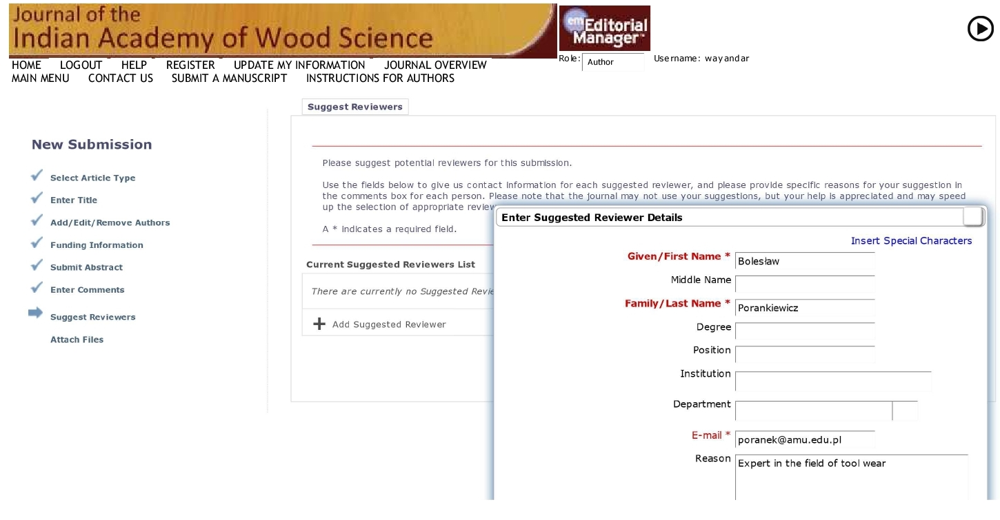 Journal of the
Indian Academy of Wood Science
em Editorial
Manager™
HOME LOGOUT HELP REGISTER UPDATE MY INFORMATION JOURNAL OVERVIEW
MAIN MENU CONTACT US SUBMIT A MANUSCRIPT INSTRUCTIONS FOR AUTHORS
Role: Author Username: wayandar
New Submission
Select Article Type
Enter Title
Add/Edit/Remove Authors
Funding Information
Submit Abstract
Enter Comments
Suggest Reviewers
Attach Files
Suggest Reviewers
Please suggest potential reviewers for this submission.
Use the fields below to give us contact information for each suggested reviewer, and please provide specific reasons for your suggestion in
the comments box for each person. Please note that the journal may not use your suggestions, but your help is appreciated and may speed
up the selection of appropriate
A * indicates a required field.
Current Suggested Reviewers List
There are currently no Suggested
Add Suggested Reviewer
Enter Suggested Reviewer Details
Insert Special Characters
Given/First Name * Bolesław
Middle Name
Family/Last Name * Porankiewicz
Degree
Position
Institution
Department
E-mail * poranek@amu.edu.pl
Reason Expert in the field of tool wear